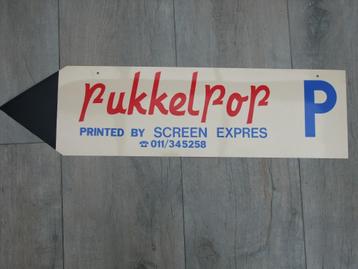 Pukkelpop
P
PRINTED BY SCREEN EXPRES
☎ 011/345258